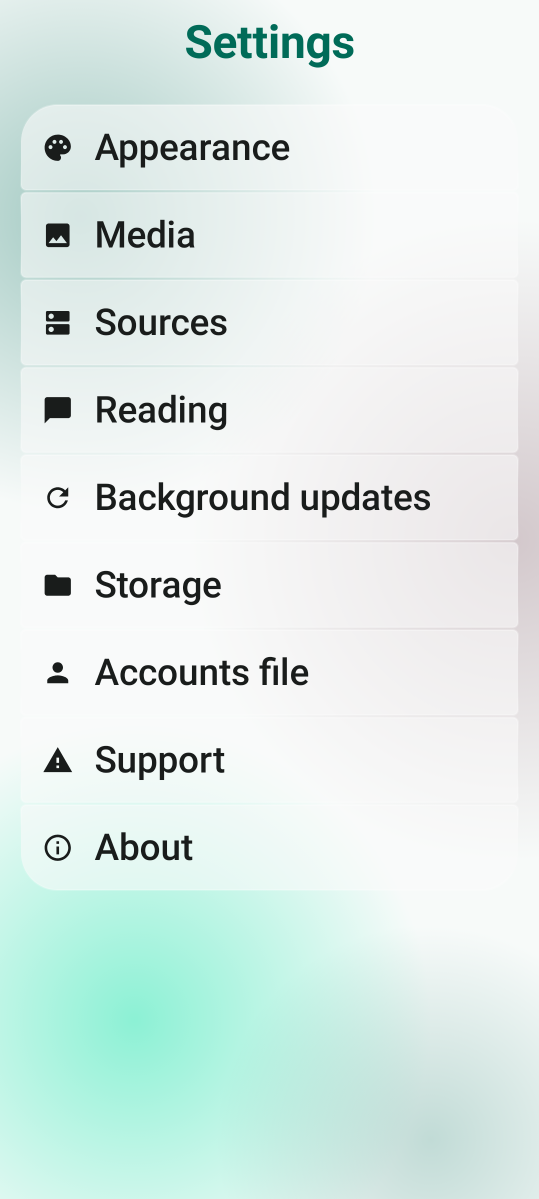 Settings
Appearance
Media
Sources
Reading
Background updates
Storage
Accounts file
Support
About